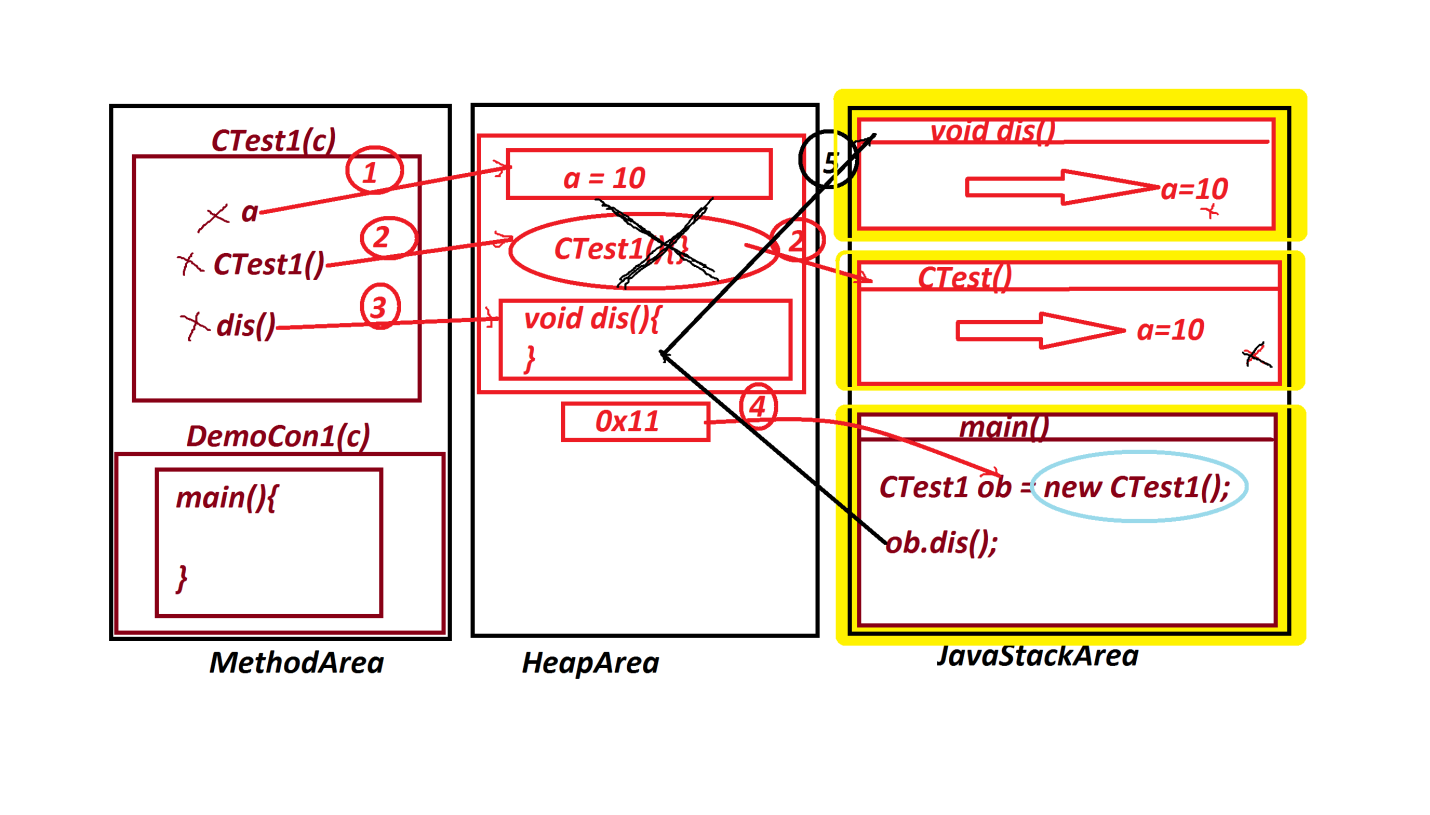 CTest1(c)
1
a
2
CTest1()
3
dis()
DemoCon1(c)
main(){
}
MethodArea
a = 10
CTest1(){}
2
void dis(){
}
0x11
4
HeapArea
5
void dis()
a=10
CTest()
a=10
main()
CTest1 ob = new CTest1();
ob.dis();
JavaStackArea